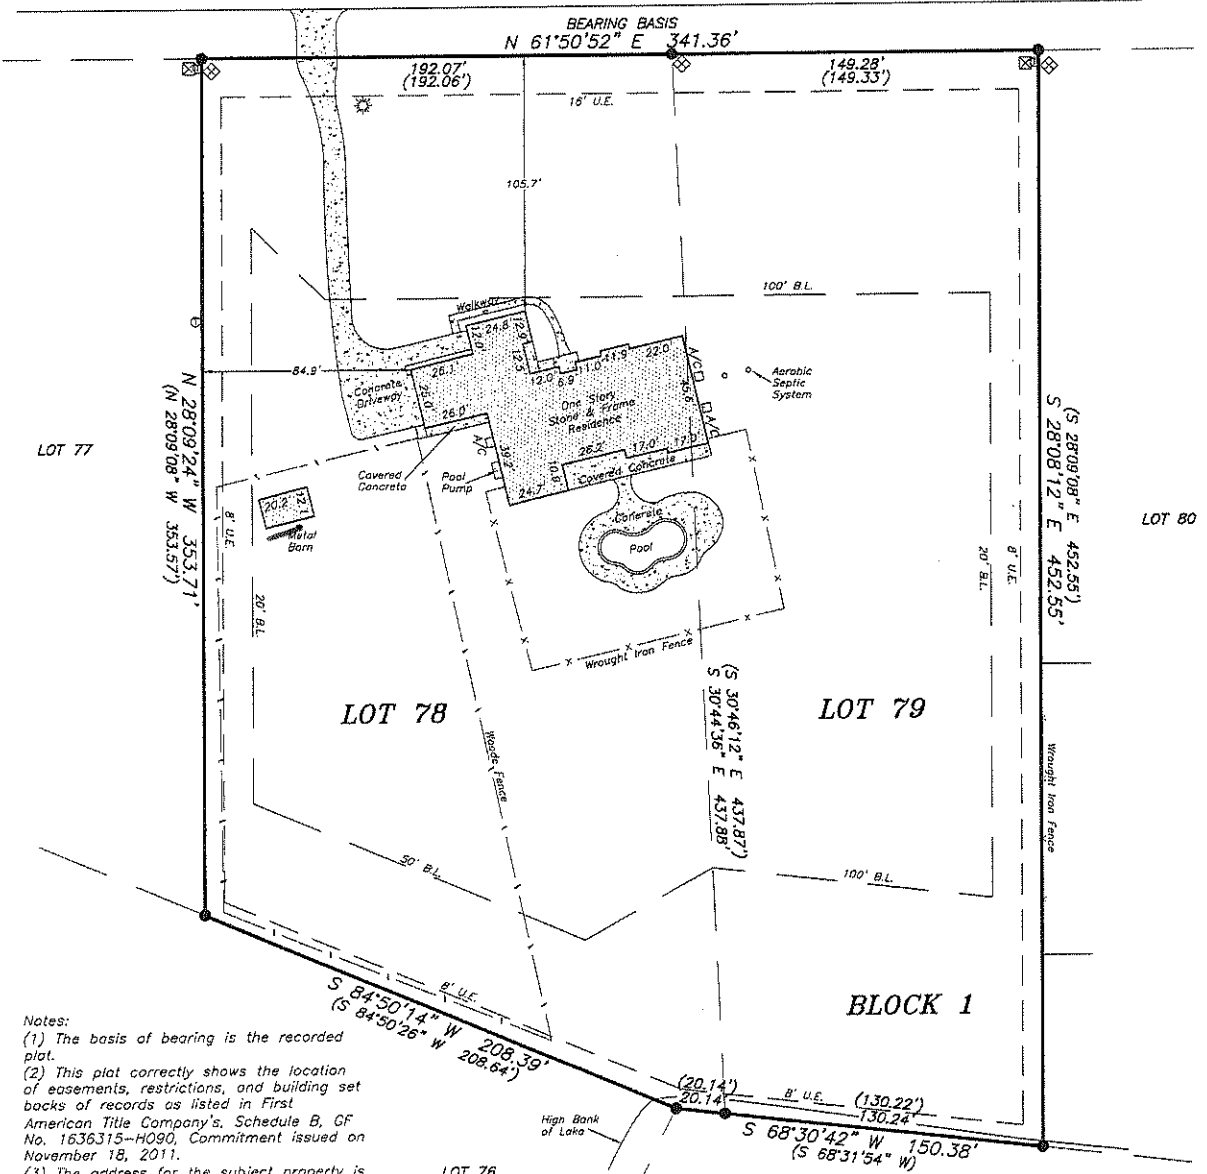 BEARING BASIS
N 61°50'52" E 341.36'
192.07'
(192.06')
149.28'
(149.33')
16' U.E.
105.7'
100' B.L.
Walkway
24.8'
12.9'
12.0'
12.5'
26.1'
84.9'
Concrete
Driveway
25.0'
26.0'
12.0'
6.9'
11.0'
11.9'
22.0'
A/C
45.6'
A/C
Aerobic
Septic
System
One Story
Stone & Frame
Residence
Covered
Concrete
A/C
Pool
Pump
39.2'
24.7'
10.8'
26.2'
17.0'
17.0'
Covered Concrete
Concrete
Pool
20.2'
12.1'
Metal
Barn
LOT 77
N 28°09'24" W 353.71'
(N 28°09'08" W 353.57')
8' U.E.
20' B.L.
(S 28°09'08" E 452.55')
S 28°08'12" E 452.55'
LOT 80
20' B.L.
8' U.E.
Wrought Iron Fence
LOT 78
LOT 79
(S 30°46'12" E 437.87')
S 30°44'36" E 437.88'
Woode Fence
Wrought Iron Fence
50' B.L.
100' B.L.
BLOCK 1
8' U.E.
S 84°50'14" W 208.39'
(S 84°50'26" W 208.64')
(20.14')
20.14'
8' U.E.
(130.22')
130.24'
S 68°30'42" W 150.38'
(S 68°31'54" W)
High Bank
of Lake
Notes:
(1) The basis of bearing is the recorded
plat.
(2) This plat correctly shows the location
of easements, restrictions, and building set
backs of records as listed in First
American Title Company's, Schedule B, GF
No. 1636315-HO90, Commitment issued on
November 18, 2011.
(3) The address for the subject property is
LOT 76